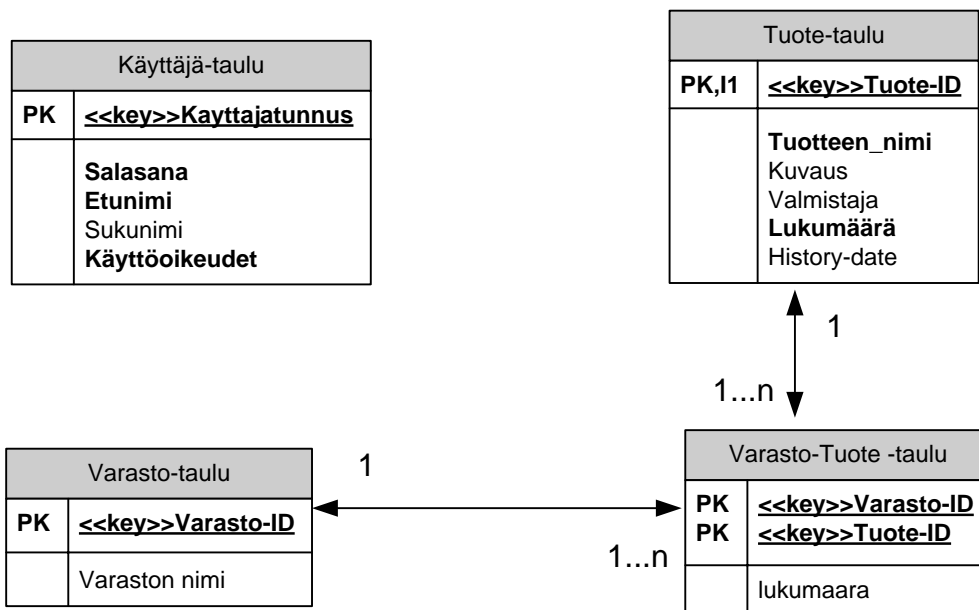 Käyttäjä-taulu
PK <<key>>Kayttajatunnus
Salasana
Etunimi
Sukunimi
Käyttöoikeudet
Tuote-taulu
PK,I1 <<key>>Tuote-ID
Tuotteen_nimi
Kuvaus
Valmistaja
Lukumäärä
History-date
1
1...n
Varasto-taulu
PK <<key>>Varasto-ID
Varaston nimi
1
1...n
Varasto-Tuote -taulu
PK <<key>>Varasto-ID
PK <<key>>Tuote-ID
lukumaara